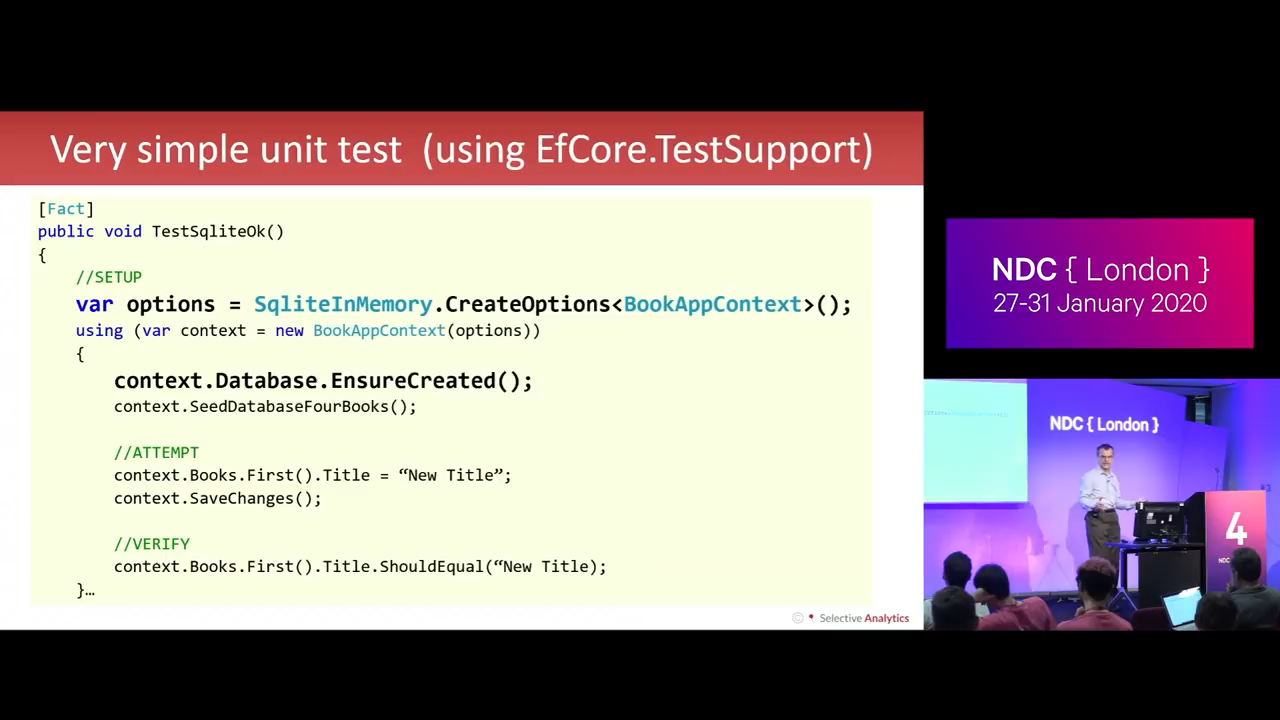 Very simple unit test (using EfCore.TestSupport)
[Fact]
public void TestSqliteOk()
{
//SETUP
var options = SqliteInMemory.CreateOptions<BookAppContext>();
using (var context = new BookAppContext(options))
{
context.Database.EnsureCreated();
context.SeedDatabaseFourBooks();
//ATTEMPT
context.Books.First().Title = “New Title”;
context.SaveChanges();
//VERIFY
context.Books.First().Title.ShouldEqual(“New Title);
}…
© Selective Analytics
NDC { London }
27-31 January 2020
NDC { London }
4